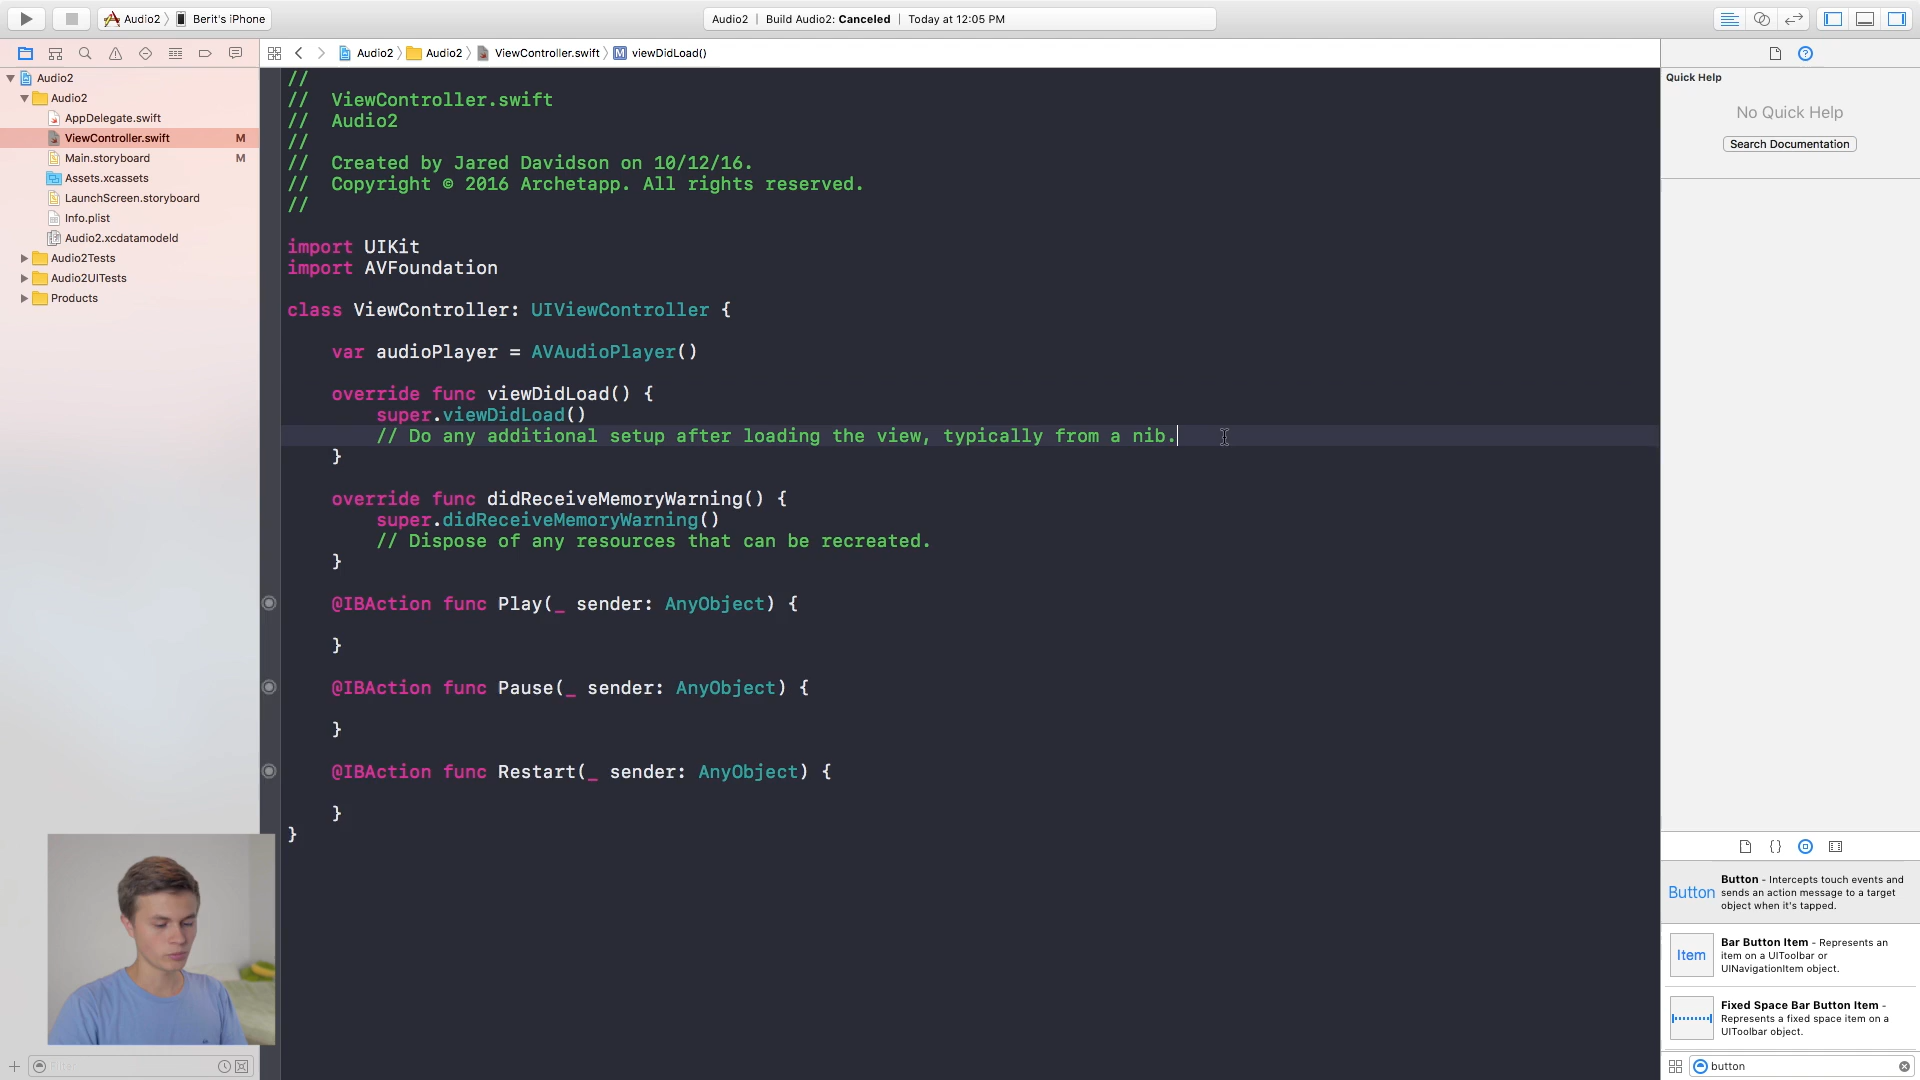 Audio2 Berit's iPhone
Audio2 | Build Audio2: Canceled | Today at 12:05 PM
Audio2 Audio2 ViewController.swift M viewDidLoad()
Audio2
Audio2
AppDelegate.swift
ViewController.swift M
Main.storyboard M
Assets.xcassets
LaunchScreen.storyboard
Info.plist
Audio2.xcdatamodeld
Audio2Tests
Audio2UITests
Products
Filter
//
// ViewController.swift
// Audio2
//
// Created by Jared Davidson on 10/12/16.
// Copyright © 2016 Archetapp. All rights reserved.
//
import UIKit
import AVFoundation
class ViewController: UIViewController {
var audioPlayer = AVAudioPlayer()
override func viewDidLoad() {
super.viewDidLoad()
// Do any additional setup after loading the view, typically from a nib.
}
override func didReceiveMemoryWarning() {
super.didReceiveMemoryWarning()
// Dispose of any resources that can be recreated.
}
@IBAction func Play(_ sender: AnyObject) {
}
@IBAction func Pause(_ sender: AnyObject) {
}
@IBAction func Restart(_ sender: AnyObject) {
}
}
Quick Help
No Quick Help
Search Documentation
{}
Button
Button - Intercepts touch events and
sends an action message to a target
object when it's tapped.
Item
Bar Button Item - Represents an
item on a UIToolbar or
UINavigationItem object.
Fixed Space Bar Button Item -
Represents a fixed space item on a
UIToolbar object.
button